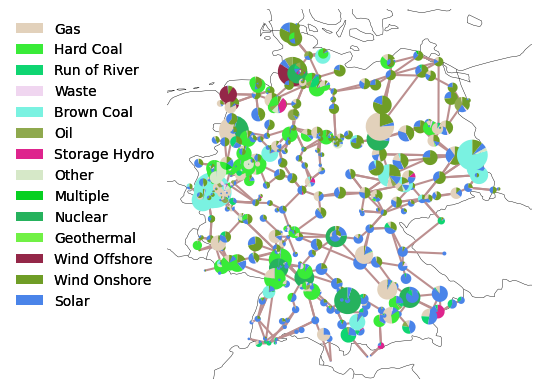 Gas
Hard Coal
Run of River
Waste
Brown Coal
Oil
Storage Hydro
Other
Multiple
Nuclear
Geothermal
Wind Offshore
Wind Onshore
Solar